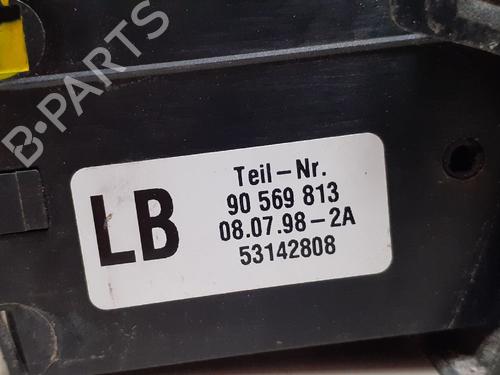 B-PARTS
LB
Teil-Nr.
90 569 813
08.07.98-2A
53142808